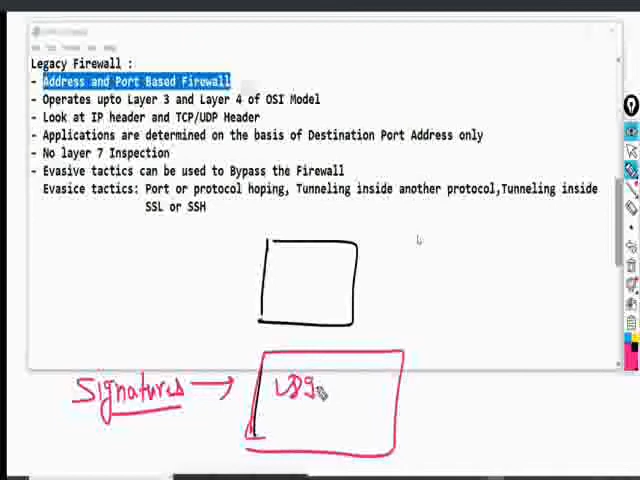 Legacy Firewall :
- Address and Port Based Firewall
- Operates upto Layer 3 and Layer 4 of OSI Model
- Look at IP header and TCP/UDP Header
- Applications are determined on the basis of Destination Port Address only
- No layer 7 Inspection
- Evasive tactics can be used to Bypass the Firewall
Evasice tactics: Port or protocol hoping, Tunneling inside another protocol,Tunneling inside
SSL or SSH
Signatures